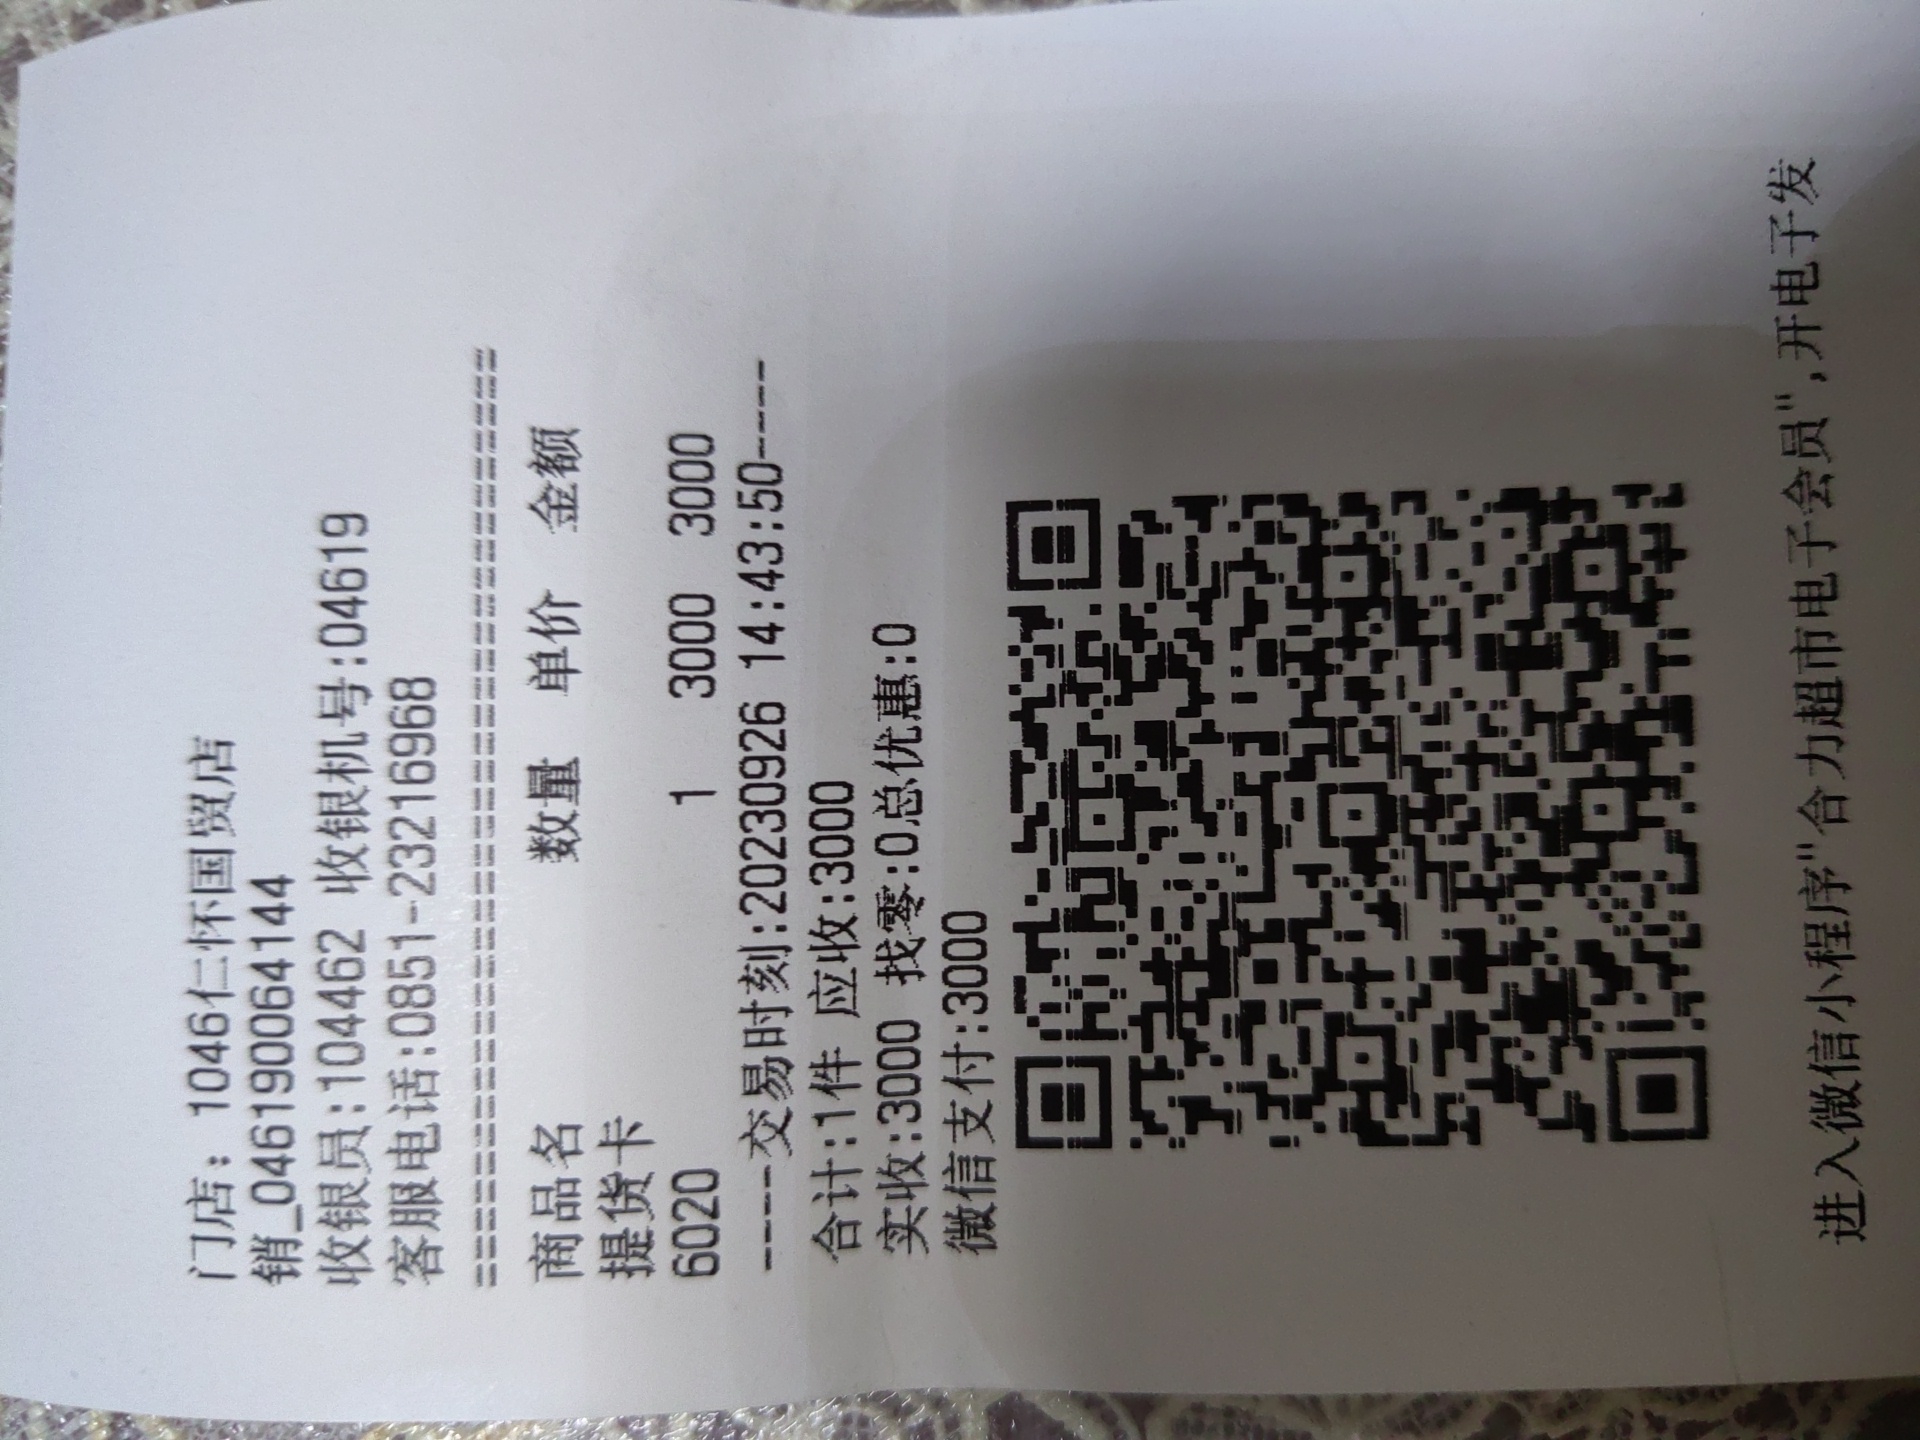 门店: 1046仁怀国贸店
销_046190064144
收银员:104462 收银机号:04619
客服电话:0851-23216968
========================================
商品名 数量 单价 金额
提货卡
6020 1 3000 3000
-----交易时刻:20230926 14:43:50----
合计:1件 应收:3000
实收:3000 找零:0总优惠:0
微信支付:3000
进入微信小程序"合力超市电子会员",开电子发